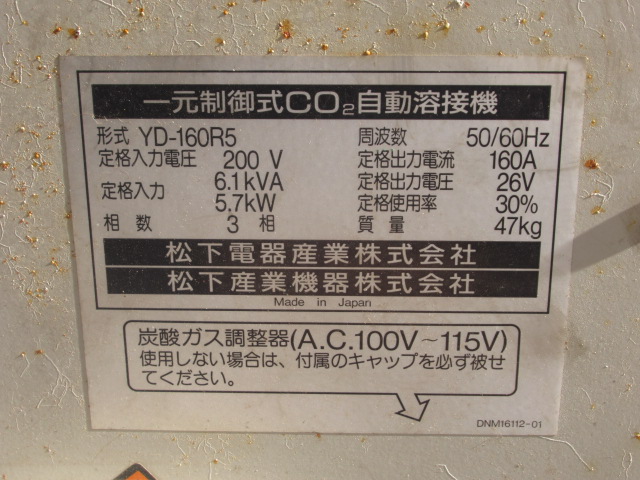 一元制御式CO₂自動溶接機
形式 YD-160R5 周波数 50/60Hz
定格入力電圧 200 V 定格出力電流 160A
定格入力 6.1kVA 定格出力電圧 26V
5.7kW 定格使用率 30%
相数 3 相 質量 47kg
松下電器産業株式会社
松下産業機器株式会社
Made in Japan
炭酸ガス調整器(A.C.100V～115V)
使用しない場合は、付属のキャップを必ず被せ
てください。
DNM16112-01